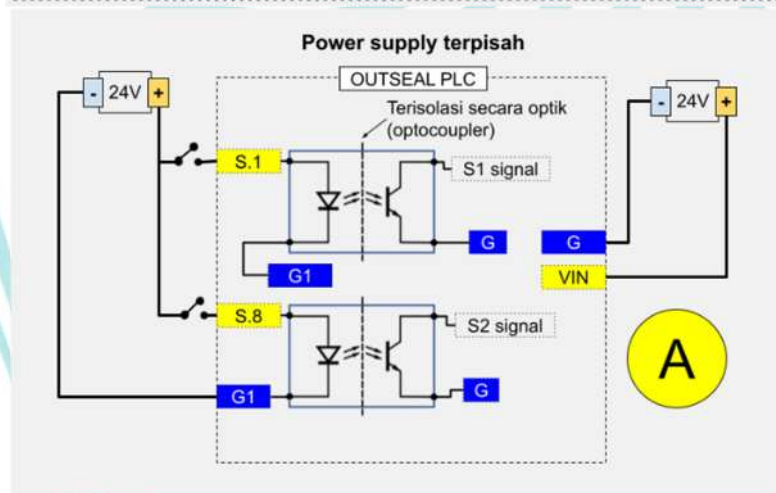 Power supply terpisah
OUTSEAL PLC
- 24V +
- 24V +
Terisolasi secara optik
(optocoupler)
S.1
S1 signal
G
G
G1
VIN
S.8
S2 signal
A
G1
G